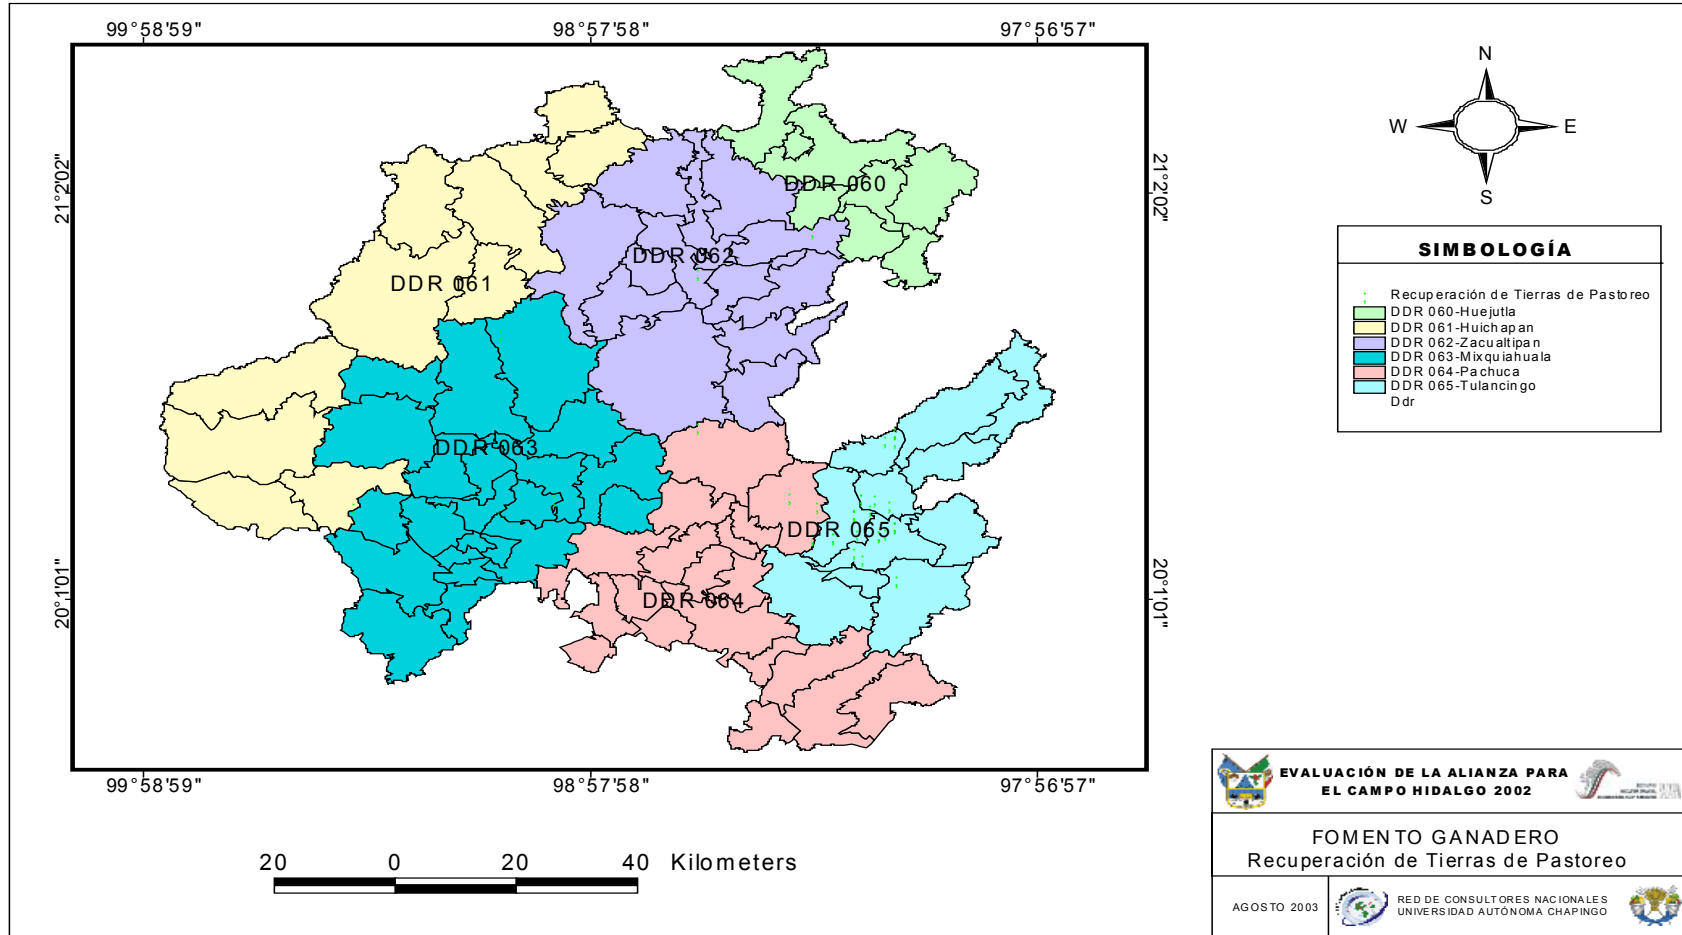 99°58'59"
98°57'58"
97°56'57"
N
W
E
S
21°2'02"
21°2'02"
DDR 060
DDR 062
DDR 061
DDR 063
DDR 065
DDR 064
20°1'01"
20°1'01"
99°58'59"
98°57'58"
97°56'57"
SIMBOLOGÍA
Recuperación de Tierras de Pastoreo
DDR 060-Huejutla
DDR 061-Huichapan
DDR 062-Zacualtipan
DDR 063-Mixquiahuala
DDR 064-Pachuca
DDR 065-Tulancingo
Ddr
20 0 20 40 Kilometers
EVALUACIÓN DE LA ALIANZA PARA
EL CAMPO HIDALGO 2002
FOMENTO GANADERO
Recuperación de Tierras de Pastoreo
AGOSTO 2003
RED DE CONSULTORES NACIONALES
UNIVERSIDAD AUTÓNOMA CHAPINGO